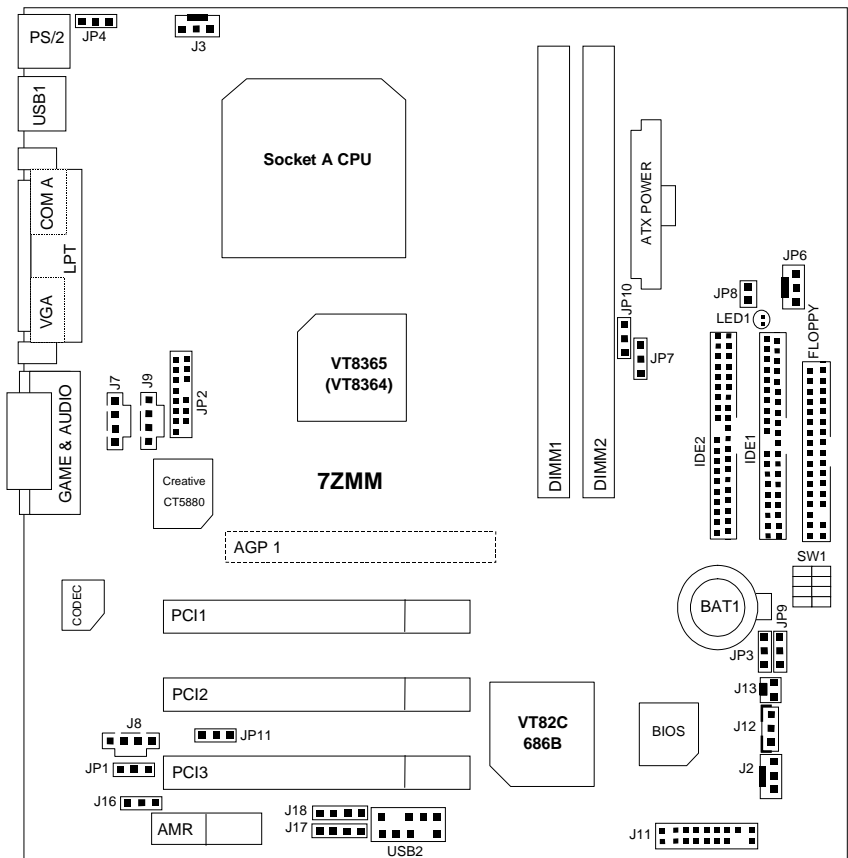 PS/2
JP4
J3
USB1
Socket A CPU
ATX POWER
COM A
LPT
VGA
JP6
JP8
JP10
LED1
FLOPPY
VT8365
(VT8364)
JP7
J7
J9
JP2
GAME & AUDIO
DIMM1
DIMM2
IDE2
IDE1
Creative
CT5880
7ZMM
AGP 1
SW1
CODEC
BAT1
PCI1
JP9
JP3
PCI2
J13
VT82C
686B
BIOS
J12
J8
JP11
JP1
PCI3
J2
J16
J18
AMR
J17
J11
USB2